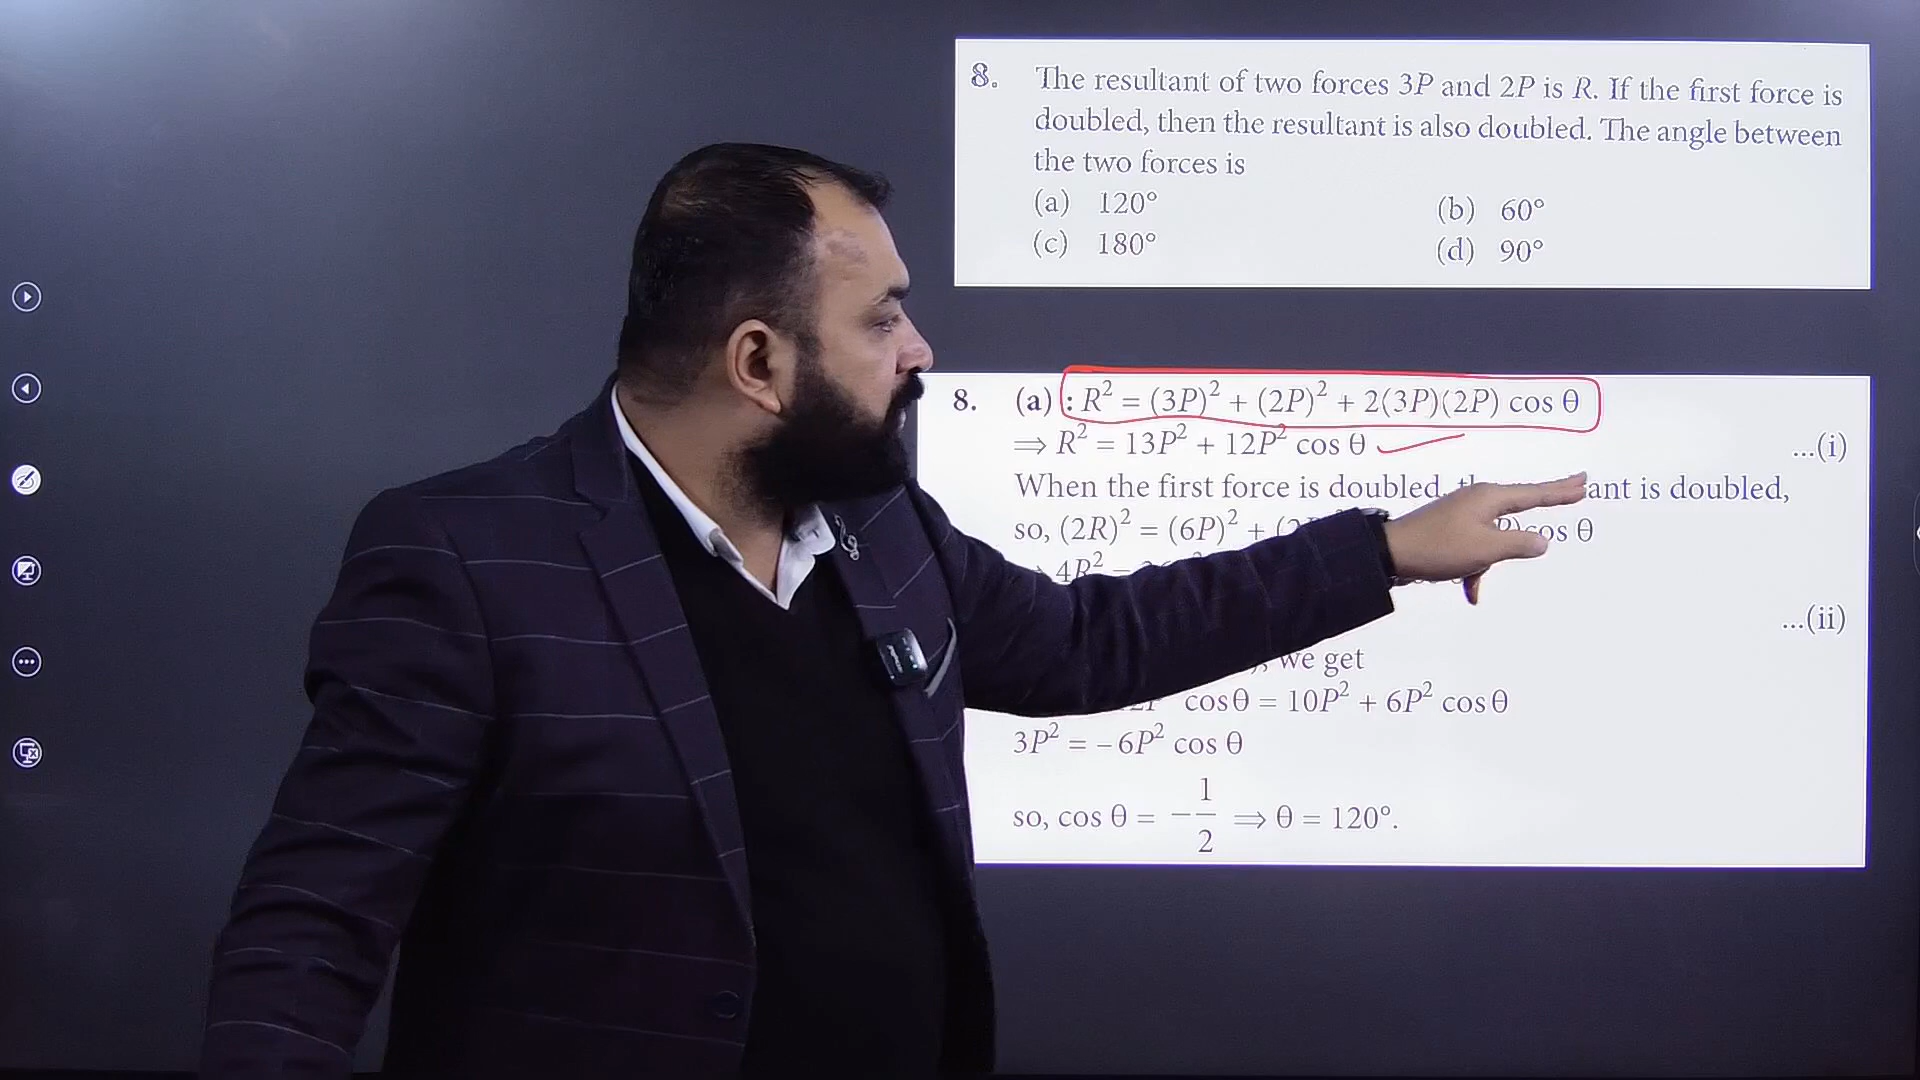 8. The resultant of two forces 3P and 2P is R. If the first force is
doubled, then the resultant is also doubled. The angle between
the two forces is
(a) 120° (b) 60°
(c) 180° (d) 90°
8. (a) : R² = (3P)² + (2P)² + 2(3P)(2P) cos θ
⟹ R² = 13P² + 12P² cos θ ...(i)
When the first force is doubled, is doubled,
so, (2R)² = (6P)² + cos θ
4R²
...(ii)
we get
cosθ = 10P² + 6P² cosθ
3P² = – 6P² cos θ
so, cos θ = −1/2 ⟹ θ = 120°.